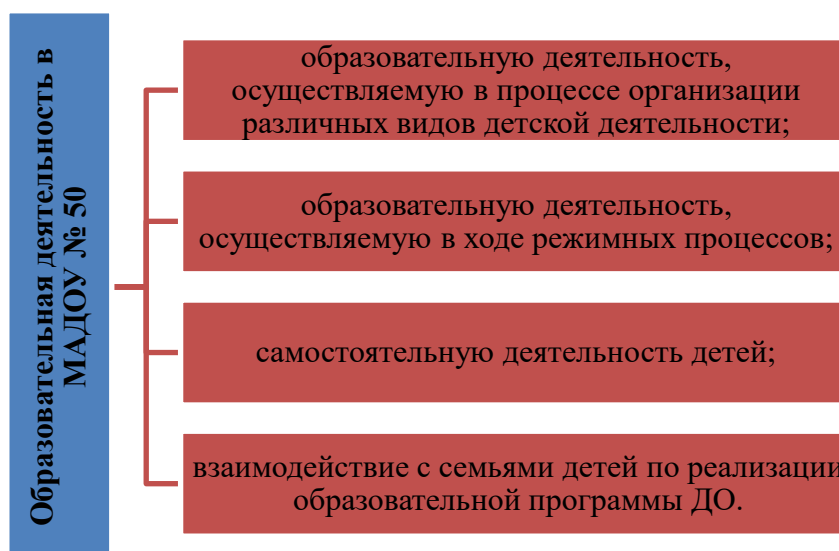 Образовательная деятельность в
МАДОУ № 50
образовательную деятельность,
осуществляемую в процессе организации
различных видов детской деятельности;
образовательную деятельность,
осуществляемую в ходе режимных процессов;
самостоятельную деятельность детей;
взаимодействие с семьями детей по реализации
образовательной программы ДО.